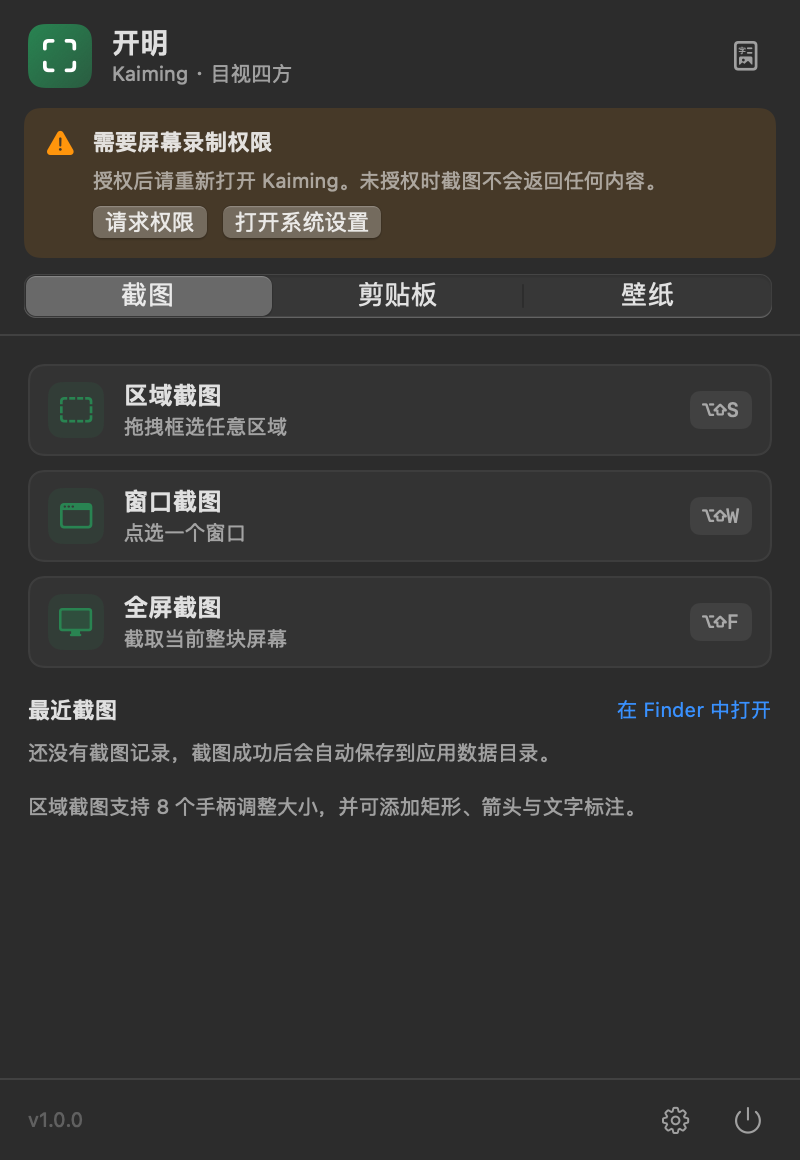 开明
Kaiming · 目视四方
需要屏幕录制权限
授权后请重新打开 Kaiming。未授权时截图不会返回任何内容。
请求权限 打开系统设置
截图 剪贴板 壁纸
区域截图
拖拽框选任意区域
⌥⇧S
窗口截图
点选一个窗口
⌥⇧W
全屏截图
截取当前整块屏幕
⌥⇧F
最近截图 在 Finder 中打开
还没有截图记录，截图成功后会自动保存到应用数据目录。
区域截图支持 8 个手柄调整大小，并可添加矩形、箭头与文字标注。
v1.0.0